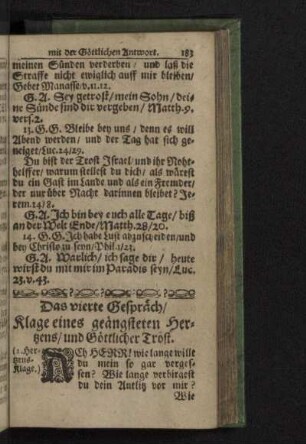 mit der Göttlichen Antwort. 183
meinen Sünden verderben / und laß die
Straffe nicht ewiglich auff mir bleiben /
Gebet Manasse / v. 11. 12.
G. A. Sey getrost / mein Sohn / dei-
ne Sünde sind dir vergeben / Matth. 9.
vers. 2.
13. G. G. Bleibe bey uns / denn es will
Abend werden / und der Tag hat sich ge-
neiget / Luc. 24 / 29.
Du bist der Trost Israel / und ihr Noht-
helffer / warum stellest du dich / als wärest
du ein Gast im Lande und als ein Fremder /
der nur über Nacht darinnen bleibet? Je-
rem. 14 / 8.
G. A. Ich bin bey euch alle Tage / biß
an der Welt Ende / Matth. 28 / 20.
14. G. G. Ich habe Lust abzuscheiden / und
bey Christo zu seyn / Phil. 1 / 23.
G. A. Warlich / ich sage dir / heute
wirst du mit mir im Paradis seyn / Luc.
23. v. 43.
Das vierte Gespräch /
Klage eines geängsteten Her-
tzens / und Göttlicher Trost.
(1. Her-
tzens-
Klage.)
ACh HERR! wie lange willt
du mein so gar verges-
sen? Wie lange verbirgest
du dein Antlitz vor mir?
Wie